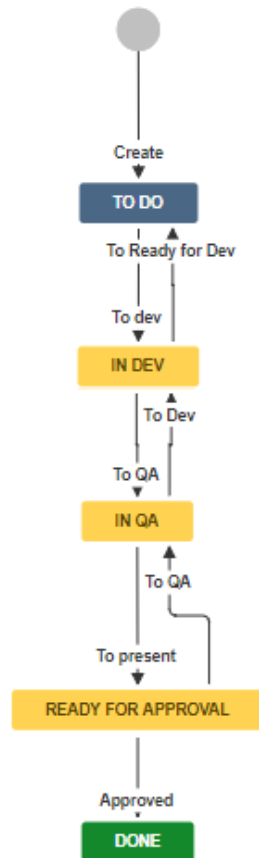 Create
TO DO
To Ready for Dev
To dev
IN DEV
To Dev
To QA
IN QA
To QA
To present
READY FOR APPROVAL
Approved
DONE